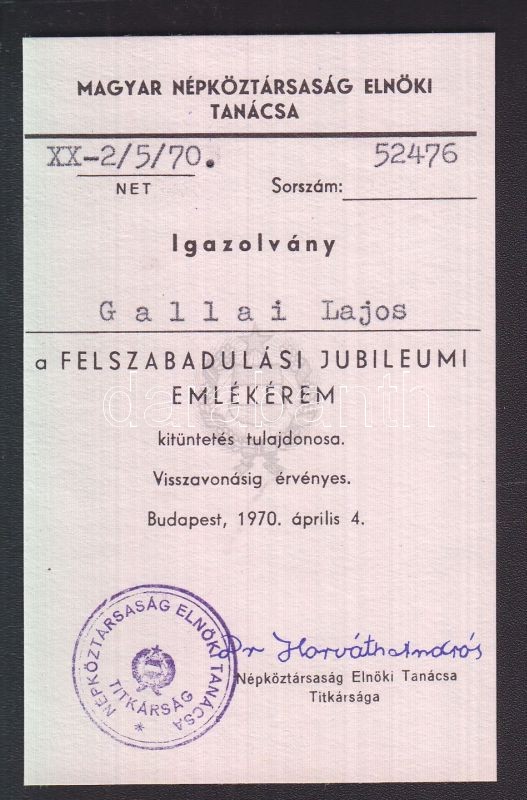 MAGYAR NÉPKÖZTÁRSASÁG ELNÖKI
TANÁCSA
XX-2/5/70. 52476
NET Sorszám:
Igazolvány
Gallai Lajos
a FELSZABADULÁSI JUBILEUMI
EMLÉKÉREM
darabanth
kitüntetés tulajdonosa.
Visszavonásig érvényes.
Budapest, 1970. április 4.
NÉPKÖZTÁRSASÁG ELNÖKI TANÁCSA
TITKÁRSÁG
*
Dr Horváth András
Népköztársaság Elnöki Tanácsa
Titkársága